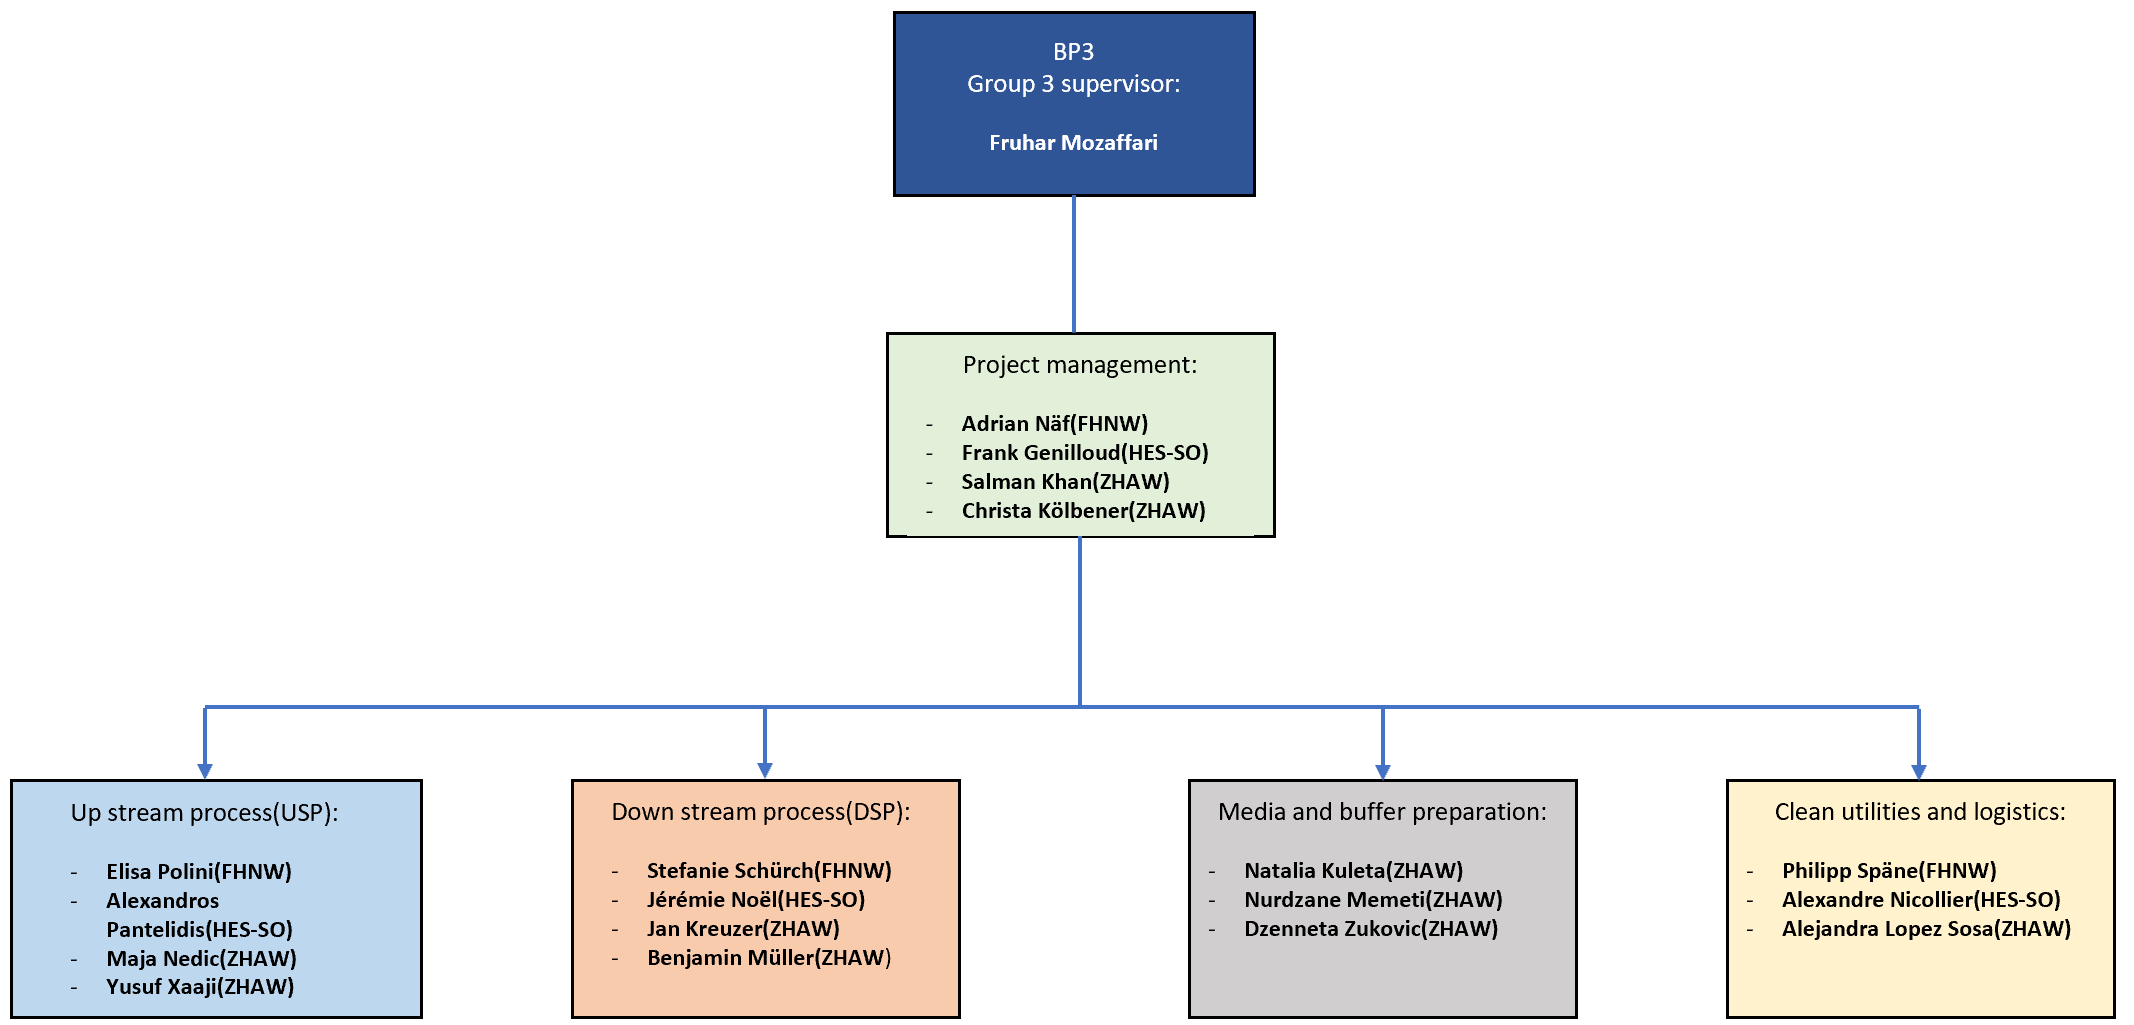 BP3
Group 3 supervisor:
Fruhar Mozaffari
Project management:
- Adrian Näf(FHNW)
- Frank Genilloud(HES-SO)
- Salman Khan(ZHAW)
- Christa Kölbener(ZHAW)
Up stream process(USP):
- Elisa Polini(FHNW)
- Alexandros
Pantelidis(HES-SO)
- Maja Nedic(ZHAW)
- Yusuf Xaaji(ZHAW)
Down stream process(DSP):
- Stefanie Schürch(FHNW)
- Jérémie Noël(HES-SO)
- Jan Kreuzer(ZHAW)
- Benjamin Müller(ZHAW)
Media and buffer preparation:
- Natalia Kuleta(ZHAW)
- Nurdzane Memeti(ZHAW)
- Dzenneta Zukovic(ZHAW)
Clean utilities and logistics:
- Philipp Späne(FHNW)
- Alexandre Nicollier(HES-SO)
- Alejandra Lopez Sosa(ZHAW)